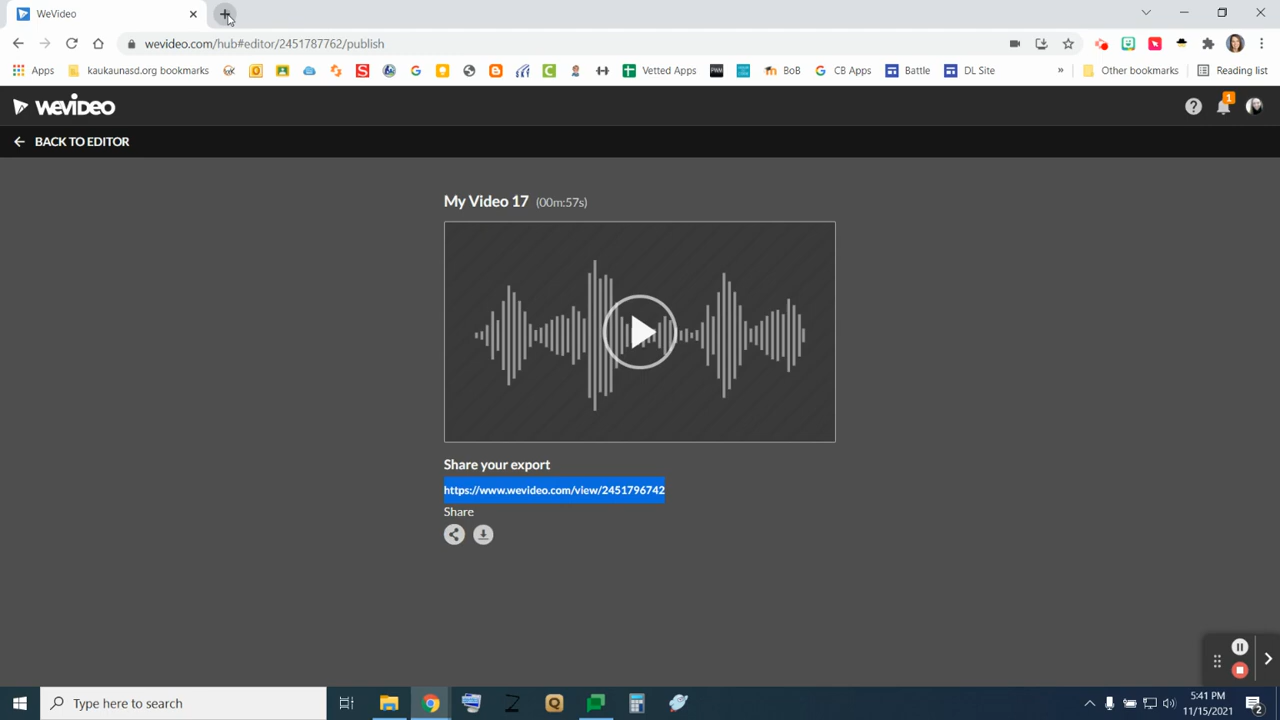 WeVideo
wevideo.com/hub#editor/2451787762/publish
Apps
kaukaunasd.org bookmarks
Vetted Apps
BoB
CB Apps
Battle
DL Site
»
Other bookmarks
Reading list
WEVIDEO
1
BACK TO EDITOR
My Video 17 (00m:57s)
Share your export
https://www.wevideo.com/view/2451796742
Share
Type here to search
5:41 PM
11/15/2021
2